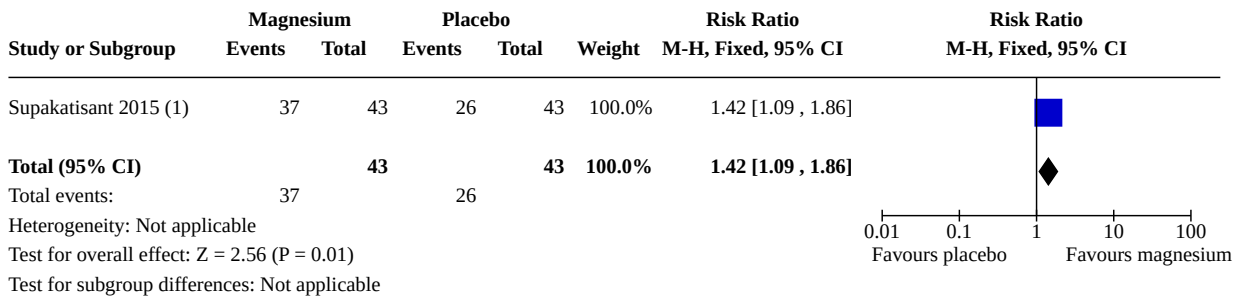 Magnesium Placebo Risk Ratio Risk Ratio
Study or Subgroup Events Total Events Total Weight M-H, Fixed, 95% CI M-H, Fixed, 95% CI
Supakatisant 2015 (1) 37 43 26 43 100.0% 1.42 [1.09 , 1.86]
Total (95% CI) 43 43 100.0% 1.42 [1.09 , 1.86]
Total events: 37 26
Heterogeneity: Not applicable
0.01 0.1 1 10 100
Test for overall effect: Z = 2.56 (P = 0.01) Favours placebo Favours magnesium
Test for subgroup differences: Not applicable